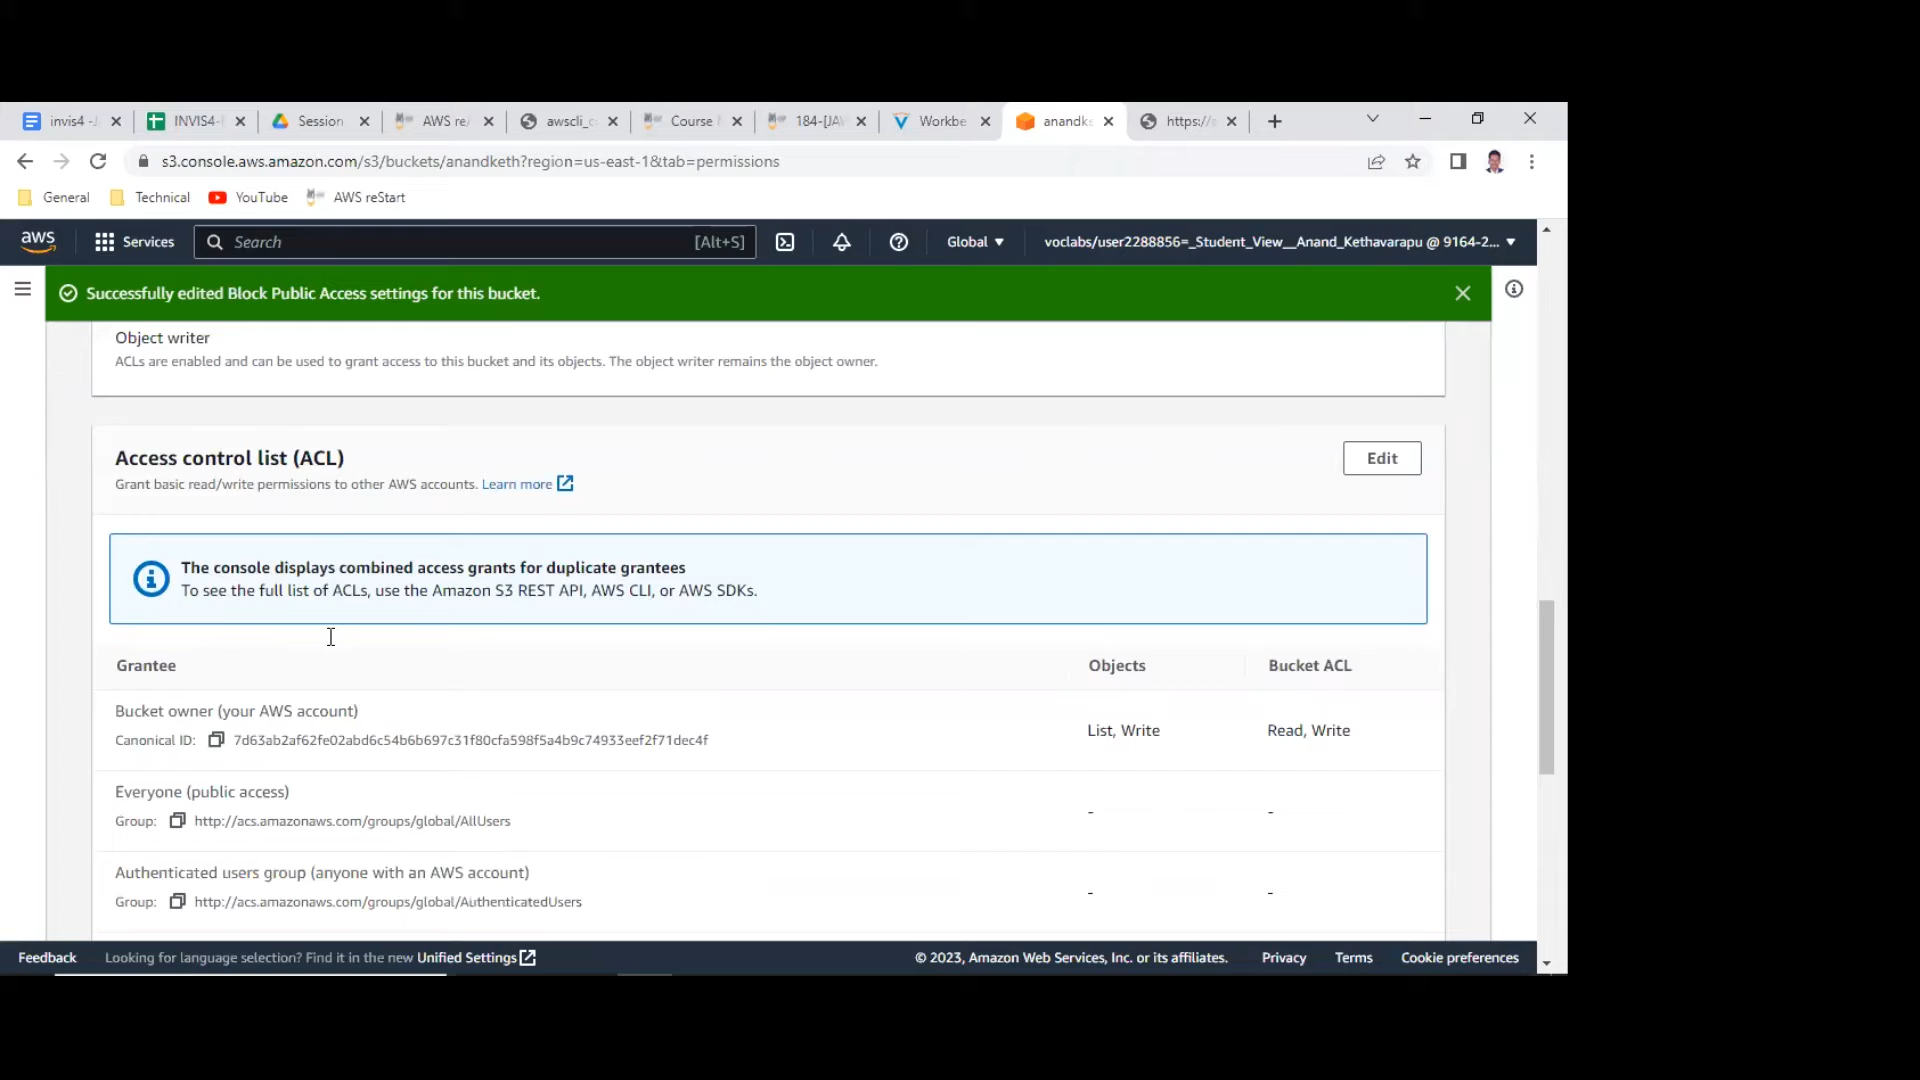 invis4 -J
INVIS4-
Session
AWS re/
awscli_c
Course
184-[JAV
Workbe
anandke
https://
s3.console.aws.amazon.com/s3/buckets/anandketh?region=us-east-1&tab=permissions
General
Technical
YouTube
AWS reStart
aws
Services
Search
[Alt+S]
Global
voclabs/user2288856=_Student_View__Anand_Kethavarapu @ 9164-2...
Successfully edited Block Public Access settings for this bucket.
Object writer
ACLs are enabled and can be used to grant access to this bucket and its objects. The object writer remains the object owner.
Access control list (ACL)
Edit
Grant basic read/write permissions to other AWS accounts. Learn more
The console displays combined access grants for duplicate grantees
To see the full list of ACLs, use the Amazon S3 REST API, AWS CLI, or AWS SDKs.
Grantee
Objects
Bucket ACL
Bucket owner (your AWS account)
Canonical ID: 7d63ab2af62fe02abd6c54b6b697c31f80cfa598f5a4b9c74933eef2f71dec4f
List, Write
Read, Write
Everyone (public access)
Group: http://acs.amazonaws.com/groups/global/AllUsers
-
-
Authenticated users group (anyone with an AWS account)
Group: http://acs.amazonaws.com/groups/global/AuthenticatedUsers
-
-
Feedback
Looking for language selection? Find it in the new Unified Settings
© 2023, Amazon Web Services, Inc. or its affiliates.
Privacy
Terms
Cookie preferences